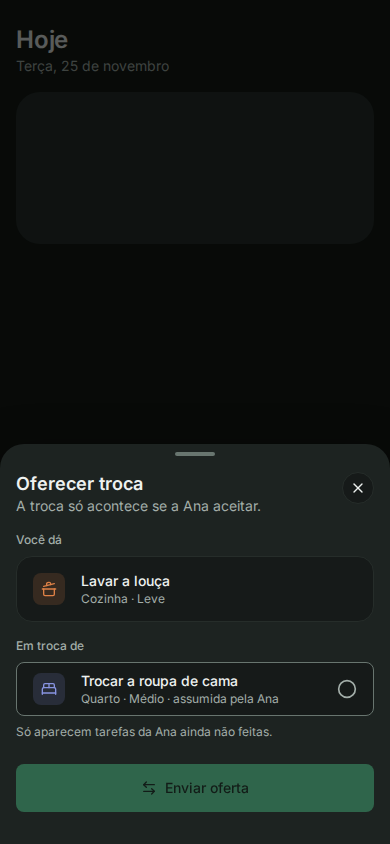 Hoje
Terça, 25 de novembro
Oferecer troca
A troca só acontece se a Ana aceitar.
Você dá
Lavar a louça
Cozinha · Leve
Em troca de
Trocar a roupa de cama
Quarto · Médio · assumida pela Ana
Só aparecem tarefas da Ana ainda não feitas.
Enviar oferta